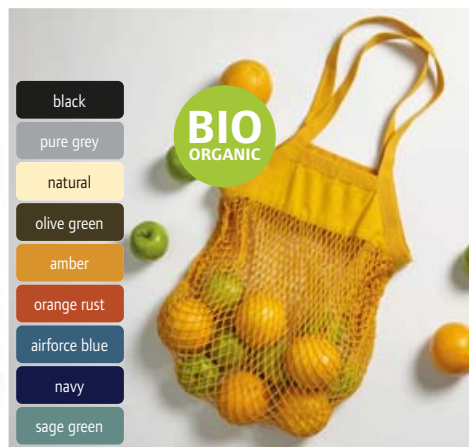 black
pure grey
natural
olive green
amber
orange rust
airforce blue
navy
sage green
BIO
ORGANIC